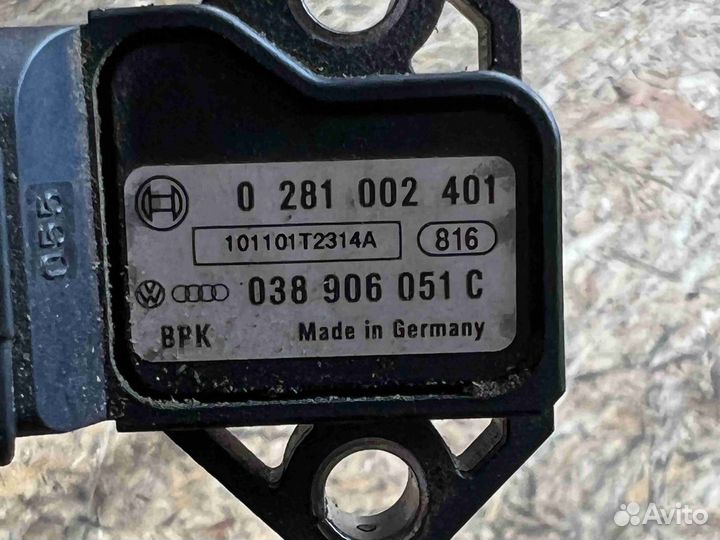 055
0 281 002 401
101101T2314A 816
038 906 051 C
BPK Made in Germany
Avito